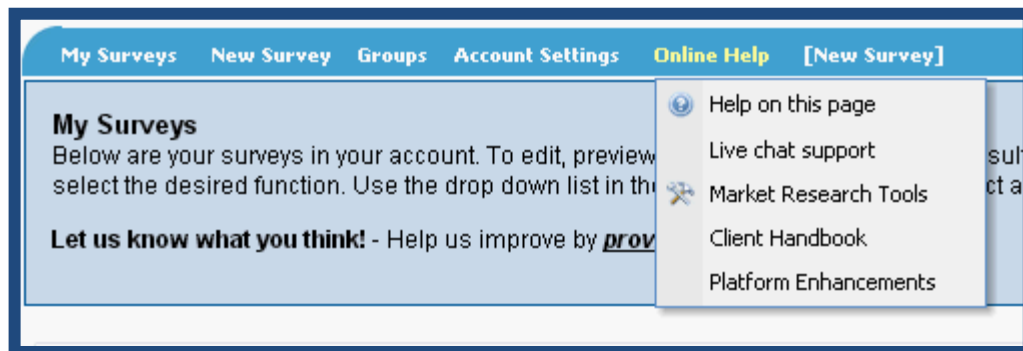 My Surveys New Survey Groups Account Settings Online Help [New Survey]
Help on this page
Live chat support
Market Research Tools
Client Handbook
Platform Enhancements
My Surveys
Below are your surveys in your account. To edit, preview
select the desired function. Use the drop down list in
Let us know what you think! - Help us improve by